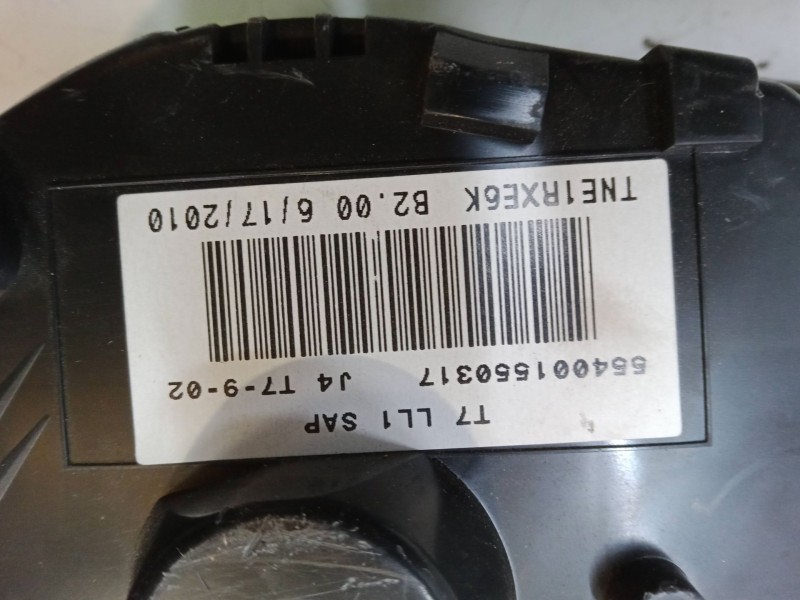 T7 LL1 SAP
554001550317 J4 T7-9-02
TNE1RXE6K B2.00 6/17/2010